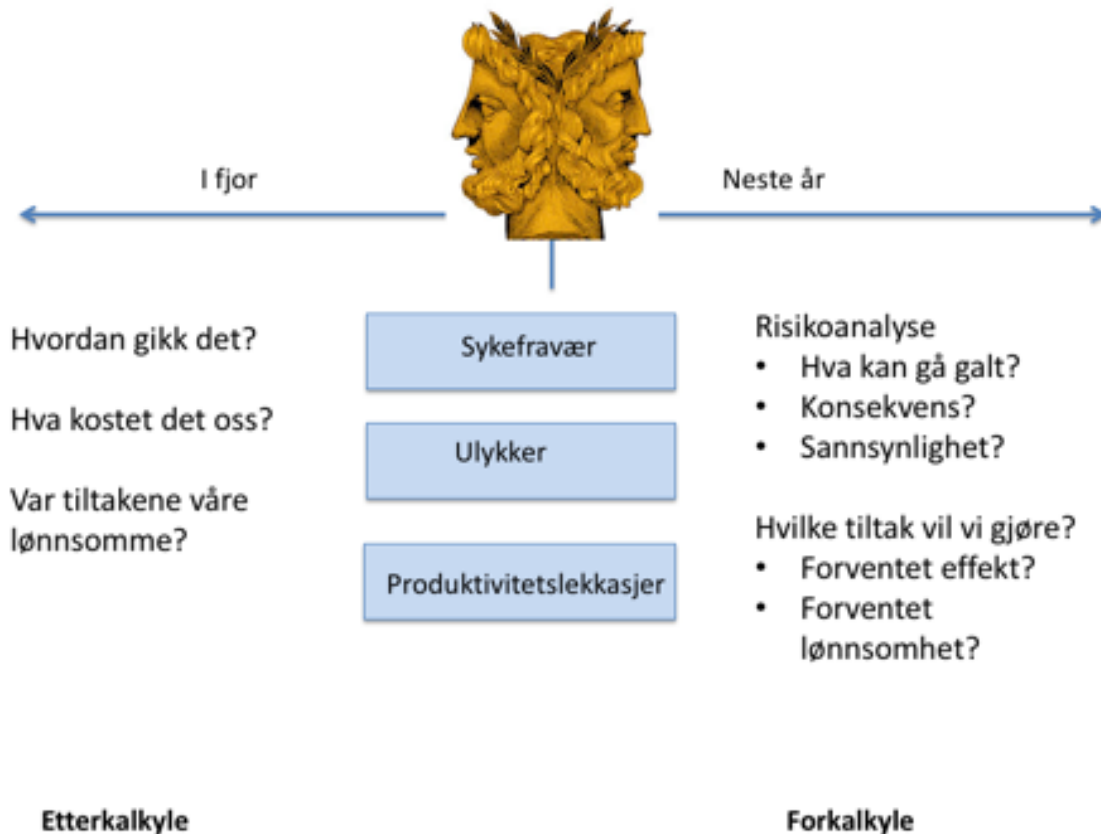 I fjor
Neste år
Hvordan gikk det?
Hva kostet det oss?
Var tiltakene våre
lønnsomme?
Sykefravær
Ulykker
Produktivitetslekkasjer
Risikoanalyse
• Hva kan gå galt?
• Konsekvens?
• Sannsynlighet?
Hvilke tiltak vil vi gjøre?
• Forventet effekt?
• Forventet
lønnsomhet?
Etterkalkyle
Forkalkyle